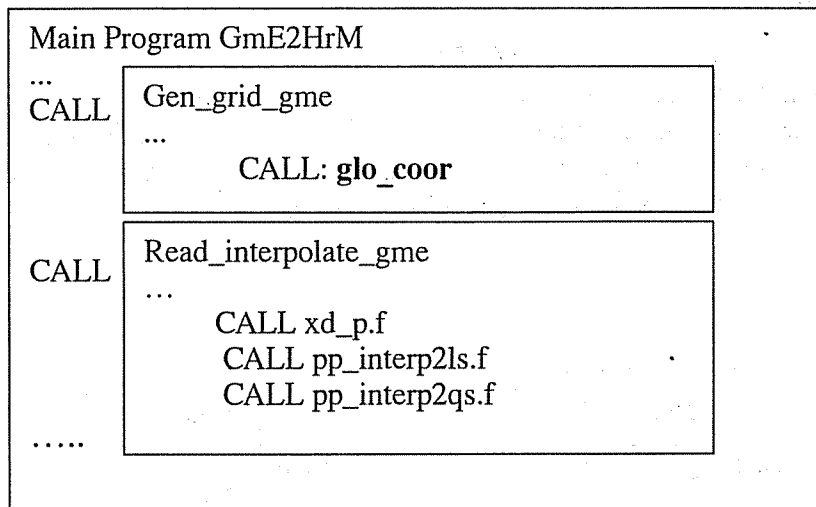 Main Program GmE2HrM
...
CALL
Gen_grid_gme
...
CALL: glo_coor
CALL
Read_interpolate_gme
…
CALL xd_p.f
CALL pp_interp2ls.f
CALL pp_interp2qs.f
…..